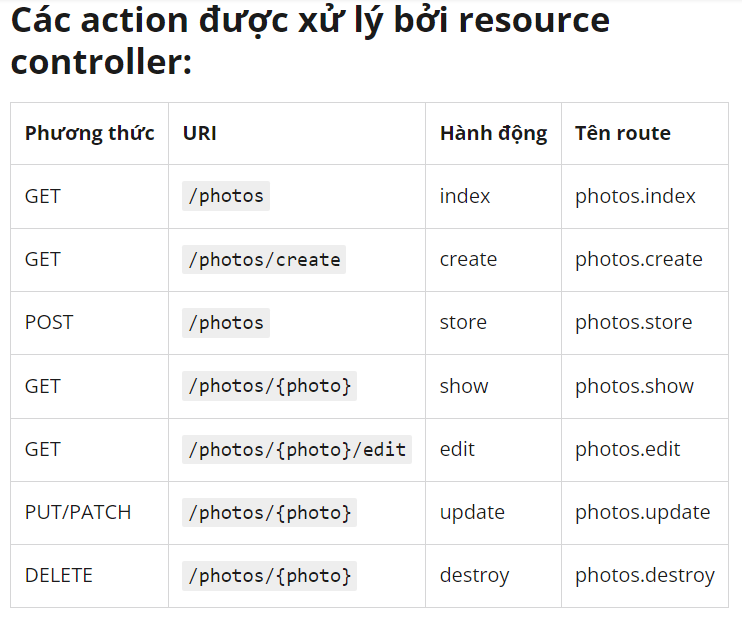 Các action được xử lý bởi resource
controller:
Phương thức URI Hành động Tên route
GET /photos index photos.index
GET /photos/create create photos.create
POST /photos store photos.store
GET /photos/{photo} show photos.show
GET /photos/{photo}/edit edit photos.edit
PUT/PATCH /photos/{photo} update photos.update
DELETE /photos/{photo} destroy photos.destroy